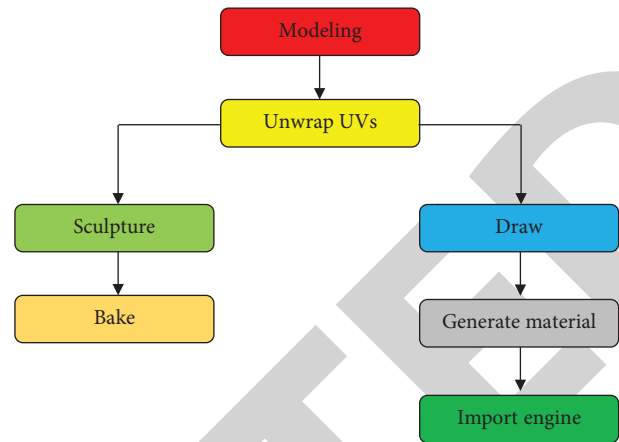 Modeling
Unwrap UVs
Sculpture
Draw
Bake
Generate material
Import engine